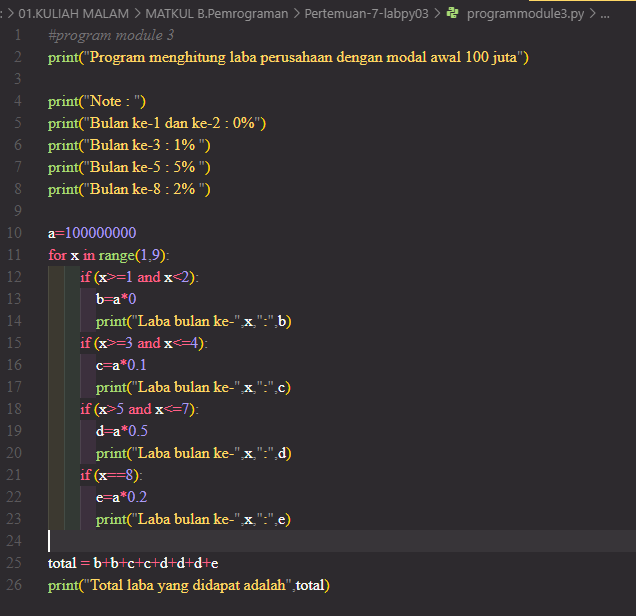 : > 01.KULIAH MALAM > MATKUL B.Pemrograman > Pertemuan-7-labpy03 > programmodule3.py > ...
1 #program module 3
2 print("Program menghitung laba perusahaan dengan modal awal 100 juta")
3
4 print("Note : ")
5 print("Bulan ke-1 dan ke-2 : 0%")
6 print("Bulan ke-3 : 1% ")
7 print("Bulan ke-5 : 5% ")
8 print("Bulan ke-8 : 2% ")
9
10 a=100000000
11 for x in range(1,9):
12 if (x>=1 and x<2):
13 b=a*0
14 print("Laba bulan ke-",x,":",b)
15 if (x>=3 and x<=4):
16 c=a*0.1
17 print("Laba bulan ke-",x,":",c)
18 if (x>5 and x<=7):
19 d=a*0.5
20 print("Laba bulan ke-",x,":",d)
21 if (x==8):
22 e=a*0.2
23 print("Laba bulan ke-",x,":",e)
24
25 total = b+b+c+c+d+d+d+e
26 print("Total laba yang didapat adalah",total)